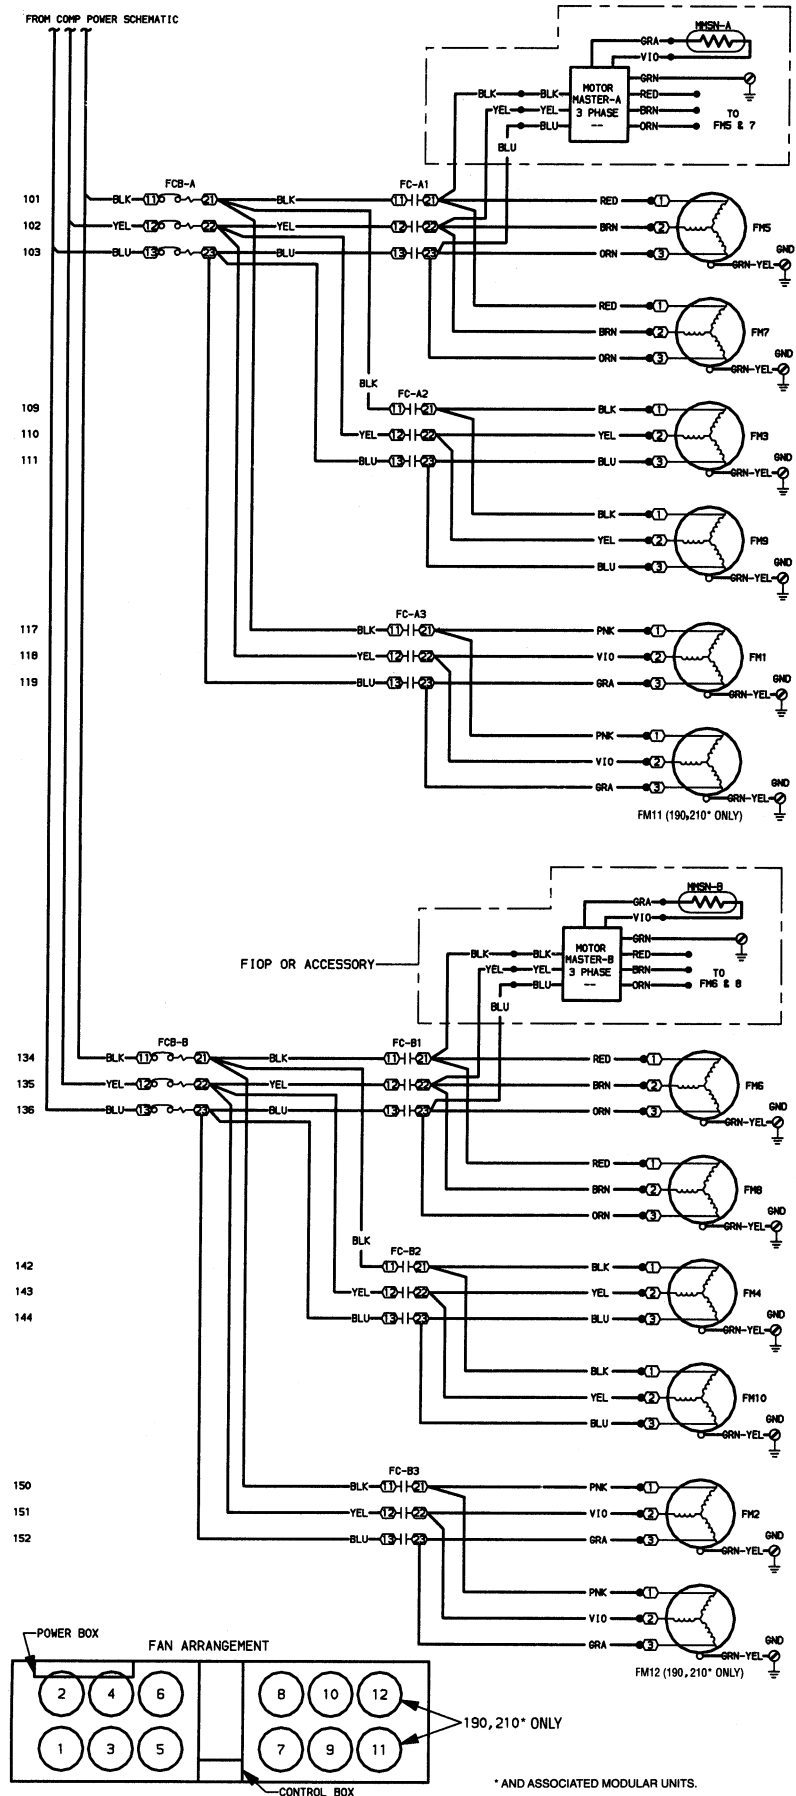 FROM COMP POWER SCHEMATIC
MMSN-A
GRA
VIO
GRN
BLK BLK MOTOR RED
MASTER-A
YEL YEL 3 PHASE BRN TO
BLU -- ORN FM5 & 7
BLU
FCB-A FC-A1
101 BLK 11 21 BLK 11 21 RED 1
102 YEL 12 22 YEL 12 22 BRN 2 FM5
103 BLU 13 23 BLU 13 23 ORN 3 GND
GRN-YEL
RED 1
BRN 2 FM7
ORN 3 GND
GRN-YEL
BLK FC-A2
109 11 21 BLK 1
110 YEL 12 22 YEL 2 FM3
111 BLU 13 23 BLU 3 GND
GRN-YEL
BLK 1
YEL 2 FM9
BLU 3 GND
GRN-YEL
FC-A3
117 BLK 11 21 PNK 1
118 YEL 12 22 VIO 2 FM1
119 BLU 13 23 GRA 3 GND
GRN-YEL
PNK 1
VIO 2
GRA 3 GND
GRN-YEL
FM11 (190,210* ONLY)
MMSN-B
GRA
VIO
GRN
FIOP OR ACCESSORY
BLK BLK MOTOR RED
MASTER-B
YEL YEL 3 PHASE BRN TO
BLU -- ORN FM6 & 8
BLU
FCB-B FC-B1
134 BLK 11 21 BLK 11 21 RED 1
135 YEL 12 22 YEL 12 22 BRN 2 FM6
136 BLU 13 23 BLU 13 23 ORN 3 GND
GRN-YEL
RED 1
BRN 2 FM8
ORN 3 GND
GRN-YEL
BLK FC-B2
142 11 21 BLK 1
143 YEL 12 22 YEL 2 FM4
144 BLU 13 23 BLU 3 GND
GRN-YEL
BLK 1
YEL 2 FM10
BLU 3 GND
GRN-YEL
FC-B3
150 BLK 11 21 PNK 1
151 YEL 12 22 VIO 2 FM2
152 BLU 13 23 GRA 3 GND
GRN-YEL
PNK 1
VIO 2
GRA 3 GND
GRN-YEL
FM12 (190,210* ONLY)
POWER BOX
FAN ARRANGEMENT
2 4 6 8 10 12
190,210* ONLY
1 3 5 7 9 11
CONTROL BOX
* AND ASSOCIATED MODULAR UNITS.